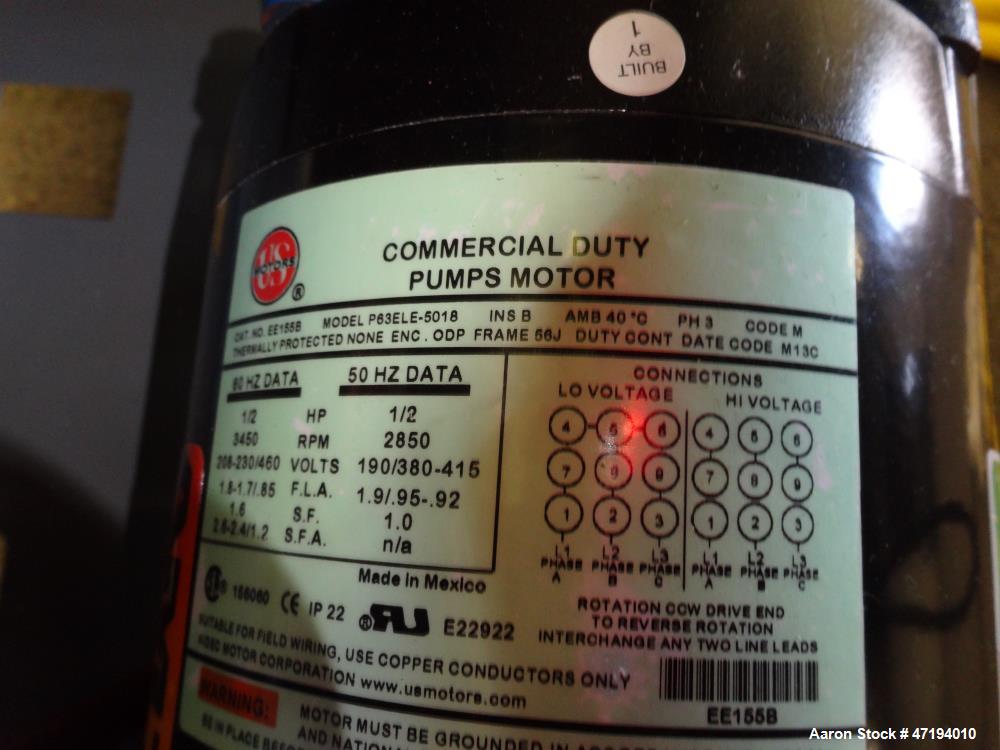 BUILT
BY
1
US
MOTORS
®
COMMERCIAL DUTY
PUMPS MOTOR
CAT. NO. EE155B MODEL P63ELE-5018 INS B AMB 40 °C PH 3 CODE M
THERMALLY PROTECTED NONE ENC. ODP FRAME 56J DUTY CONT DATE CODE M13C
60 HZ DATA 50 HZ DATA
1/2 HP 1/2
3450 RPM 2850
208-230/460 VOLTS 190/380-415
1.8-1.7/.85 F.L.A. 1.9/.95-.92
1.6 S.F. 1.0
2.6-2.4/1.2 S.F.A. n/a
CONNECTIONS
LO VOLTAGE HI VOLTAGE
4 5 6 4 5 6
7 8 9 7 8 9
1 2 3 1 2 3
L1 L2 L3 L1 L2 L3
PHASE PHASE PHASE PHASE PHASE PHASE
A B C A B C
Made in Mexico
156060 CE IP 22 ® E22922
ROTATION CCW DRIVE END
TO REVERSE ROTATION
INTERCHANGE ANY TWO LINE LEADS
SUITABLE FOR FIELD WIRING, USE COPPER CONDUCTORS ONLY
NIDEC MOTOR CORPORATION www.usmotors.com
EE155B
WARNING: MOTOR MUST BE GROUNDED IN
AND
BE IN PLACE
Aaron Stock # 47194010